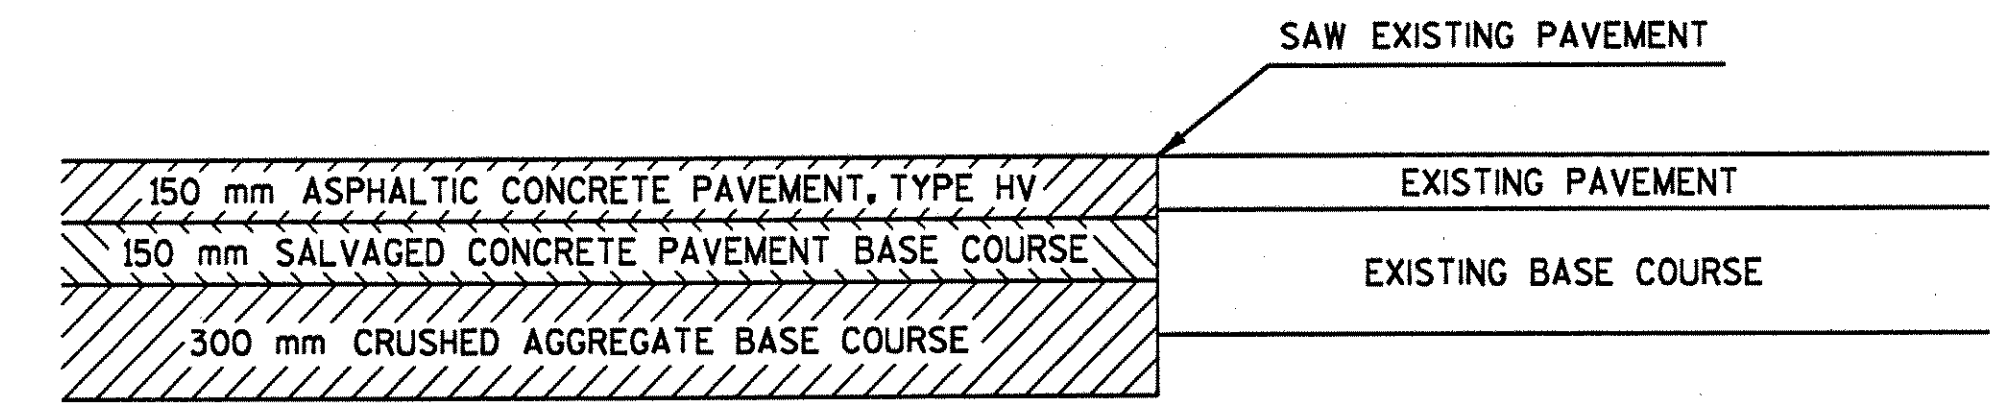 SAW EXISTING PAVEMENT
150 mm ASPHALTIC CONCRETE PAVEMENT, TYPE HV
EXISTING PAVEMENT
150 mm SALVAGED CONCRETE PAVEMENT BASE COURSE
EXISTING BASE COURSE
300 mm CRUSHED AGGREGATE BASE COURSE